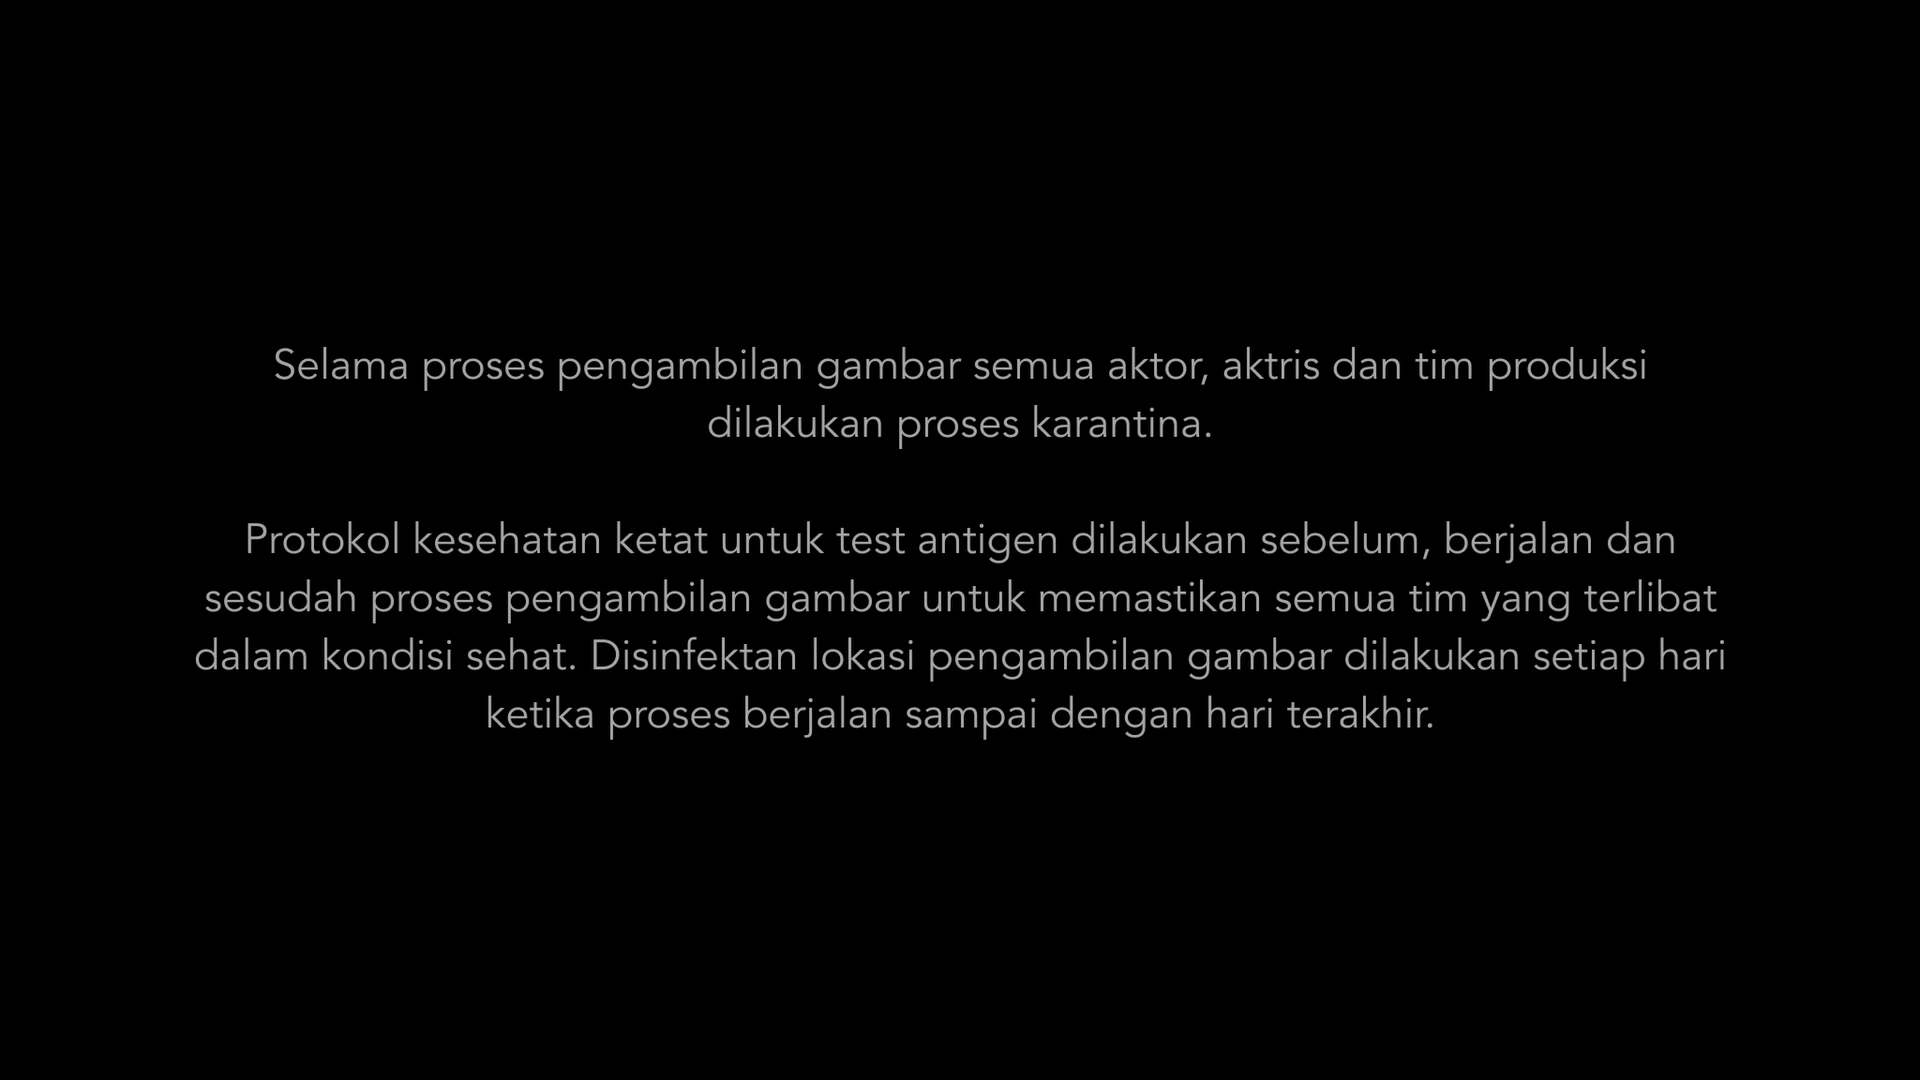 Selama proses pengambilan gambar semua aktor, aktris dan tim produksi
dilakukan proses karantina.
Protokol kesehatan ketat untuk test antigen dilakukan sebelum, berjalan dan
sesudah proses pengambilan gambar untuk memastikan semua tim yang terlibat
dalam kondisi sehat. Disinfektan lokasi pengambilan gambar dilakukan setiap hari
ketika proses berjalan sampai dengan hari terakhir.